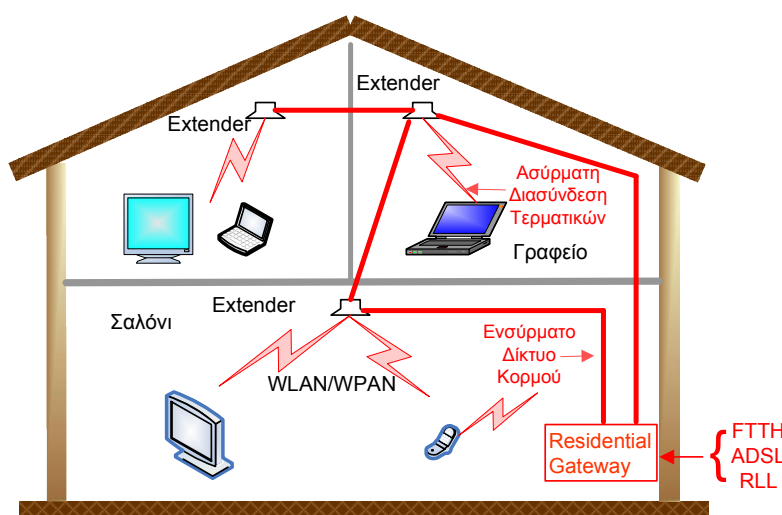 Extender
Extender
Ασύρματη
Διασύνδεση
Τερματικών
Γραφείο
Σαλόνι
Extender
WLAN/WPAN
Ενσύρματο
Δίκτυο
Κορμού
Residential
Gateway
FTTH
ADSL
RLL